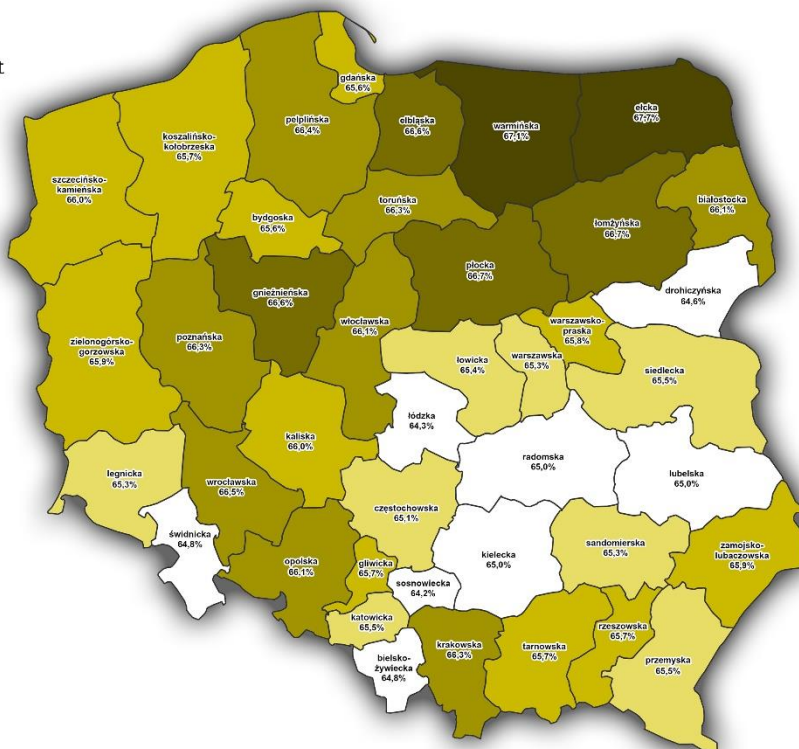 t
gdańska
65,6%
pelplińska
66,4%
elbląska
66,6%
warmińska
67,1%
ełcka
67,7%
koszalińsko-
kołobrzeska
65,7%
szczecińsko-
kamieńska
66,0%
bydgoska
65,6%
toruńska
66,3%
łomżyńska
66,7%
białostocka
66,1%
gnieźnieńska
66,6%
płocka
66,7%
drohiczyńska
64,6%
zielonogórsko-
gorzowska
65,9%
poznańska
66,3%
włocławska
66,1%
warszawsko-
praska
65,8%
łowicka
65,4%
warszawska
65,3%
siedlecka
65,5%
łódzka
64,3%
kaliska
66,0%
radomska
65,0%
lubelska
65,0%
legnicka
65,3%
wrocławska
66,5%
częstochowska
65,1%
świdnicka
64,8%
opolska
66,1%
gliwicka
65,7%
sosnowiecka
64,2%
kielecka
65,0%
sandomierska
65,3%
zamojsko-
lubaczowska
65,9%
katowicka
65,5%
bielsko-
żywiecka
64,8%
krakowska
66,3%
tarnowska
65,7%
rzeszowska
65,7%
przemyska
65,5%